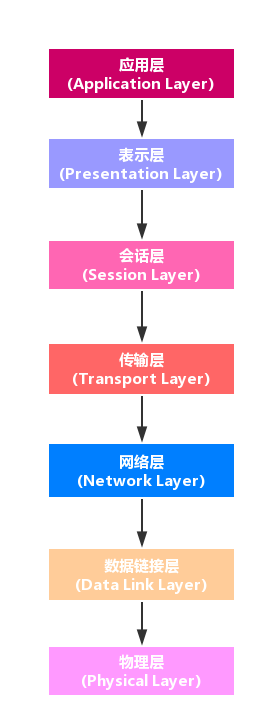 应用层
(Application Layer)
表示层
(Presentation Layer)
会话层
(Session Layer)
传输层
(Transport Layer)
网络层
(Network Layer)
数据链接层
(Data Link Layer)
物理层
(Physical Layer)